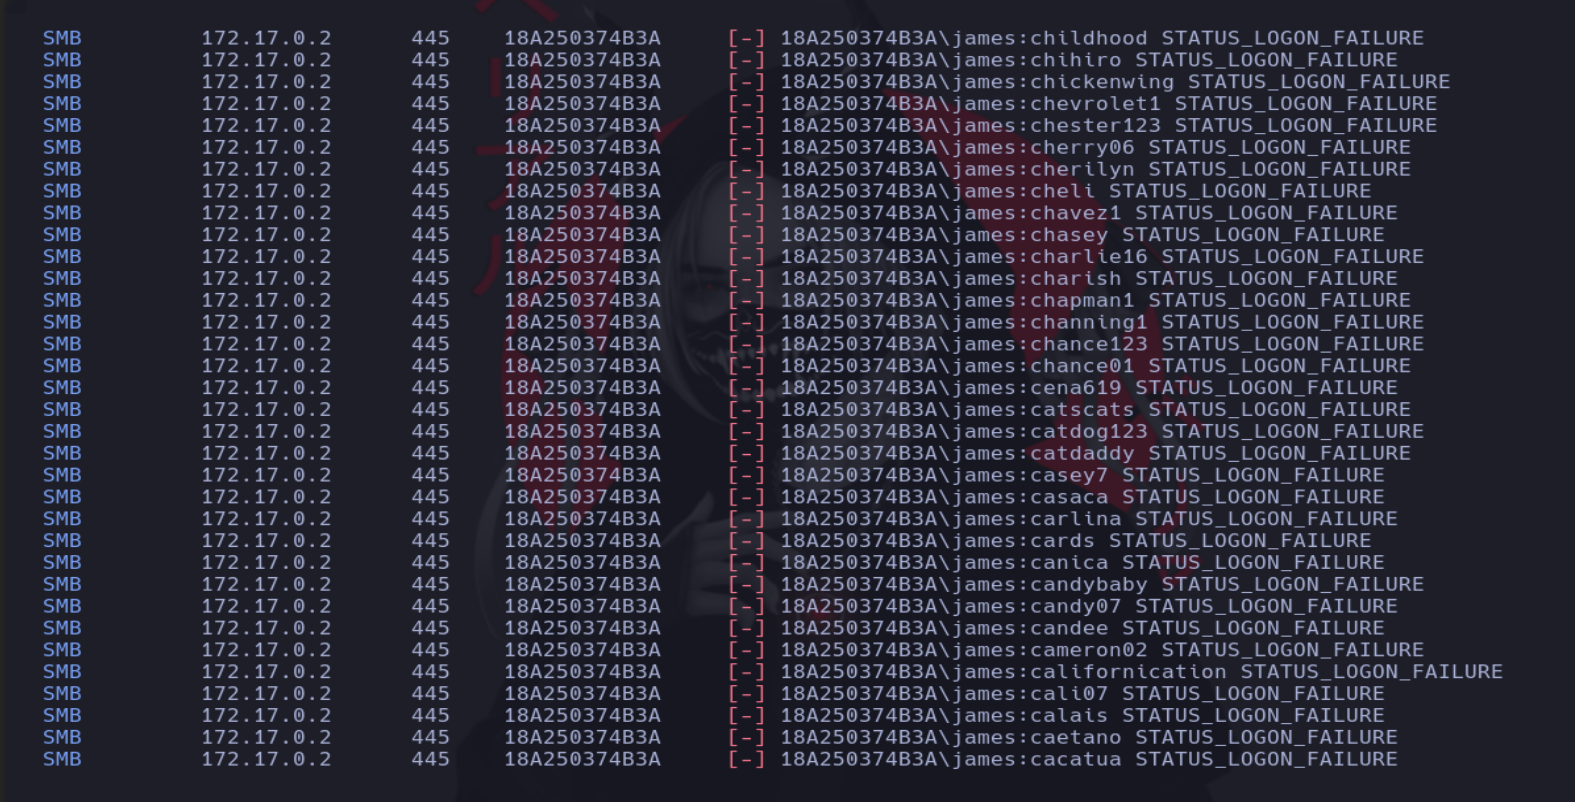 SMB 172.17.0.2 445 18A250374B3A [-] 18A250374B3A\james:childhood STATUS_LOGON_FAILURE
SMB 172.17.0.2 445 18A250374B3A [-] 18A250374B3A\james:chihiro STATUS_LOGON_FAILURE
SMB 172.17.0.2 445 18A250374B3A [-] 18A250374B3A\james:chickenwing STATUS_LOGON_FAILURE
SMB 172.17.0.2 445 18A250374B3A [-] 18A250374B3A\james:chevrolet1 STATUS_LOGON_FAILURE
SMB 172.17.0.2 445 18A250374B3A [-] 18A250374B3A\james:chester123 STATUS_LOGON_FAILURE
SMB 172.17.0.2 445 18A250374B3A [-] 18A250374B3A\james:cherry06 STATUS_LOGON_FAILURE
SMB 172.17.0.2 445 18A250374B3A [-] 18A250374B3A\james:cherilyn STATUS_LOGON_FAILURE
SMB 172.17.0.2 445 18A250374B3A [-] 18A250374B3A\james:cheli STATUS_LOGON_FAILURE
SMB 172.17.0.2 445 18A250374B3A [-] 18A250374B3A\james:chavez1 STATUS_LOGON_FAILURE
SMB 172.17.0.2 445 18A250374B3A [-] 18A250374B3A\james:chasey STATUS_LOGON_FAILURE
SMB 172.17.0.2 445 18A250374B3A [-] 18A250374B3A\james:charlie16 STATUS_LOGON_FAILURE
SMB 172.17.0.2 445 18A250374B3A [-] 18A250374B3A\james:charish STATUS_LOGON_FAILURE
SMB 172.17.0.2 445 18A250374B3A [-] 18A250374B3A\james:chapman1 STATUS_LOGON_FAILURE
SMB 172.17.0.2 445 18A250374B3A [-] 18A250374B3A\james:channing1 STATUS_LOGON_FAILURE
SMB 172.17.0.2 445 18A250374B3A [-] 18A250374B3A\james:chance123 STATUS_LOGON_FAILURE
SMB 172.17.0.2 445 18A250374B3A [-] 18A250374B3A\james:chance01 STATUS_LOGON_FAILURE
SMB 172.17.0.2 445 18A250374B3A [-] 18A250374B3A\james:cena619 STATUS_LOGON_FAILURE
SMB 172.17.0.2 445 18A250374B3A [-] 18A250374B3A\james:catscats STATUS_LOGON_FAILURE
SMB 172.17.0.2 445 18A250374B3A [-] 18A250374B3A\james:catdog123 STATUS_LOGON_FAILURE
SMB 172.17.0.2 445 18A250374B3A [-] 18A250374B3A\james:catdaddy STATUS_LOGON_FAILURE
SMB 172.17.0.2 445 18A250374B3A [-] 18A250374B3A\james:casey7 STATUS_LOGON_FAILURE
SMB 172.17.0.2 445 18A250374B3A [-] 18A250374B3A\james:casaca STATUS_LOGON_FAILURE
SMB 172.17.0.2 445 18A250374B3A [-] 18A250374B3A\james:carlina STATUS_LOGON_FAILURE
SMB 172.17.0.2 445 18A250374B3A [-] 18A250374B3A\james:cards STATUS_LOGON_FAILURE
SMB 172.17.0.2 445 18A250374B3A [-] 18A250374B3A\james:canica STATUS_LOGON_FAILURE
SMB 172.17.0.2 445 18A250374B3A [-] 18A250374B3A\james:candybaby STATUS_LOGON_FAILURE
SMB 172.17.0.2 445 18A250374B3A [-] 18A250374B3A\james:candy07 STATUS_LOGON_FAILURE
SMB 172.17.0.2 445 18A250374B3A [-] 18A250374B3A\james:candee STATUS_LOGON_FAILURE
SMB 172.17.0.2 445 18A250374B3A [-] 18A250374B3A\james:cameron02 STATUS_LOGON_FAILURE
SMB 172.17.0.2 445 18A250374B3A [-] 18A250374B3A\james:californication STATUS_LOGON_FAILURE
SMB 172.17.0.2 445 18A250374B3A [-] 18A250374B3A\james:cali07 STATUS_LOGON_FAILURE
SMB 172.17.0.2 445 18A250374B3A [-] 18A250374B3A\james:calais STATUS_LOGON_FAILURE
SMB 172.17.0.2 445 18A250374B3A [-] 18A250374B3A\james:caetano STATUS_LOGON_FAILURE
SMB 172.17.0.2 445 18A250374B3A [-] 18A250374B3A\james:cacatua STATUS_LOGON_FAILURE